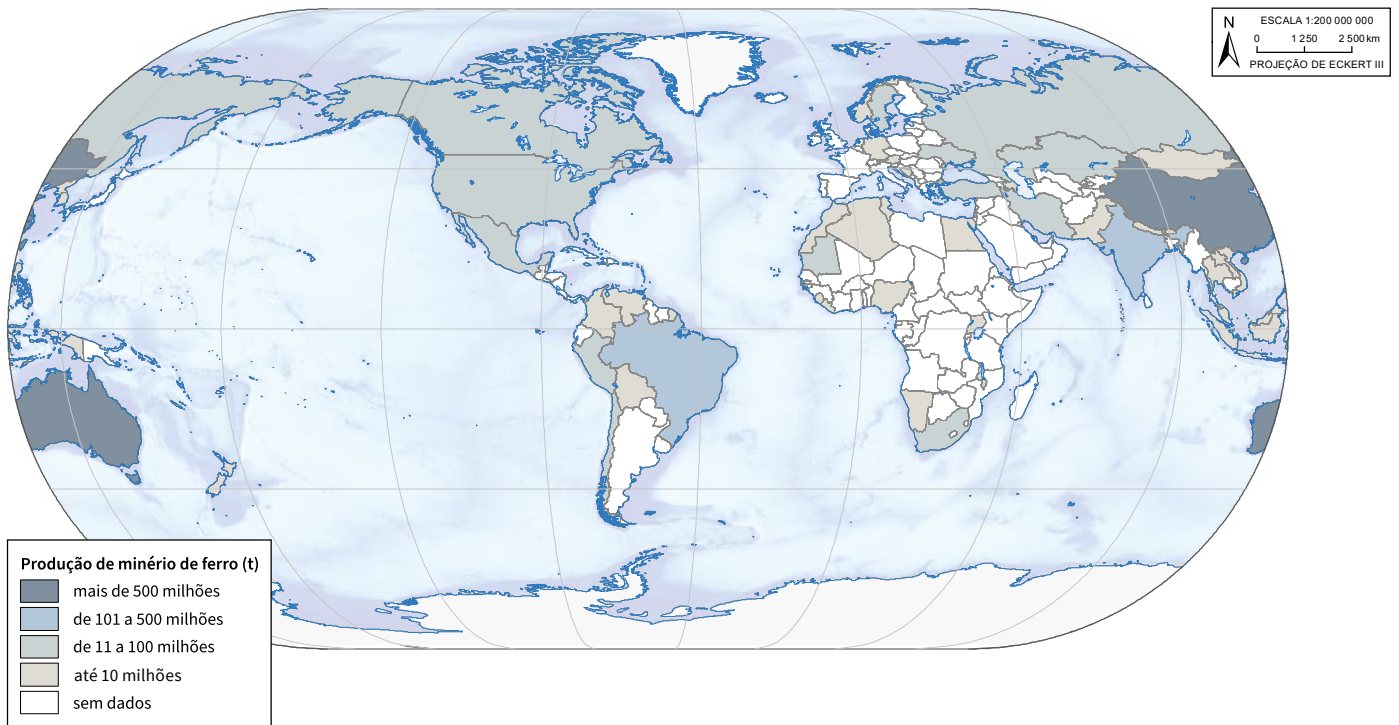 N
ESCALA 1:200 000 000
0 1 250 2 500 km
PROJEÇÃO DE ECKERT III
Produção de minério de ferro (t)
mais de 500 milhões
de 101 a 500 milhões
de 11 a 100 milhões
até 10 milhões
sem dados